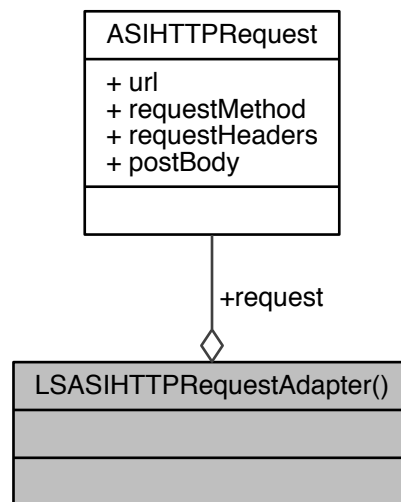 ASIHTTPRequest
+ url
+ requestMethod
+ requestHeaders
+ postBody
+request
LSASIHTTPRequestAdapter()